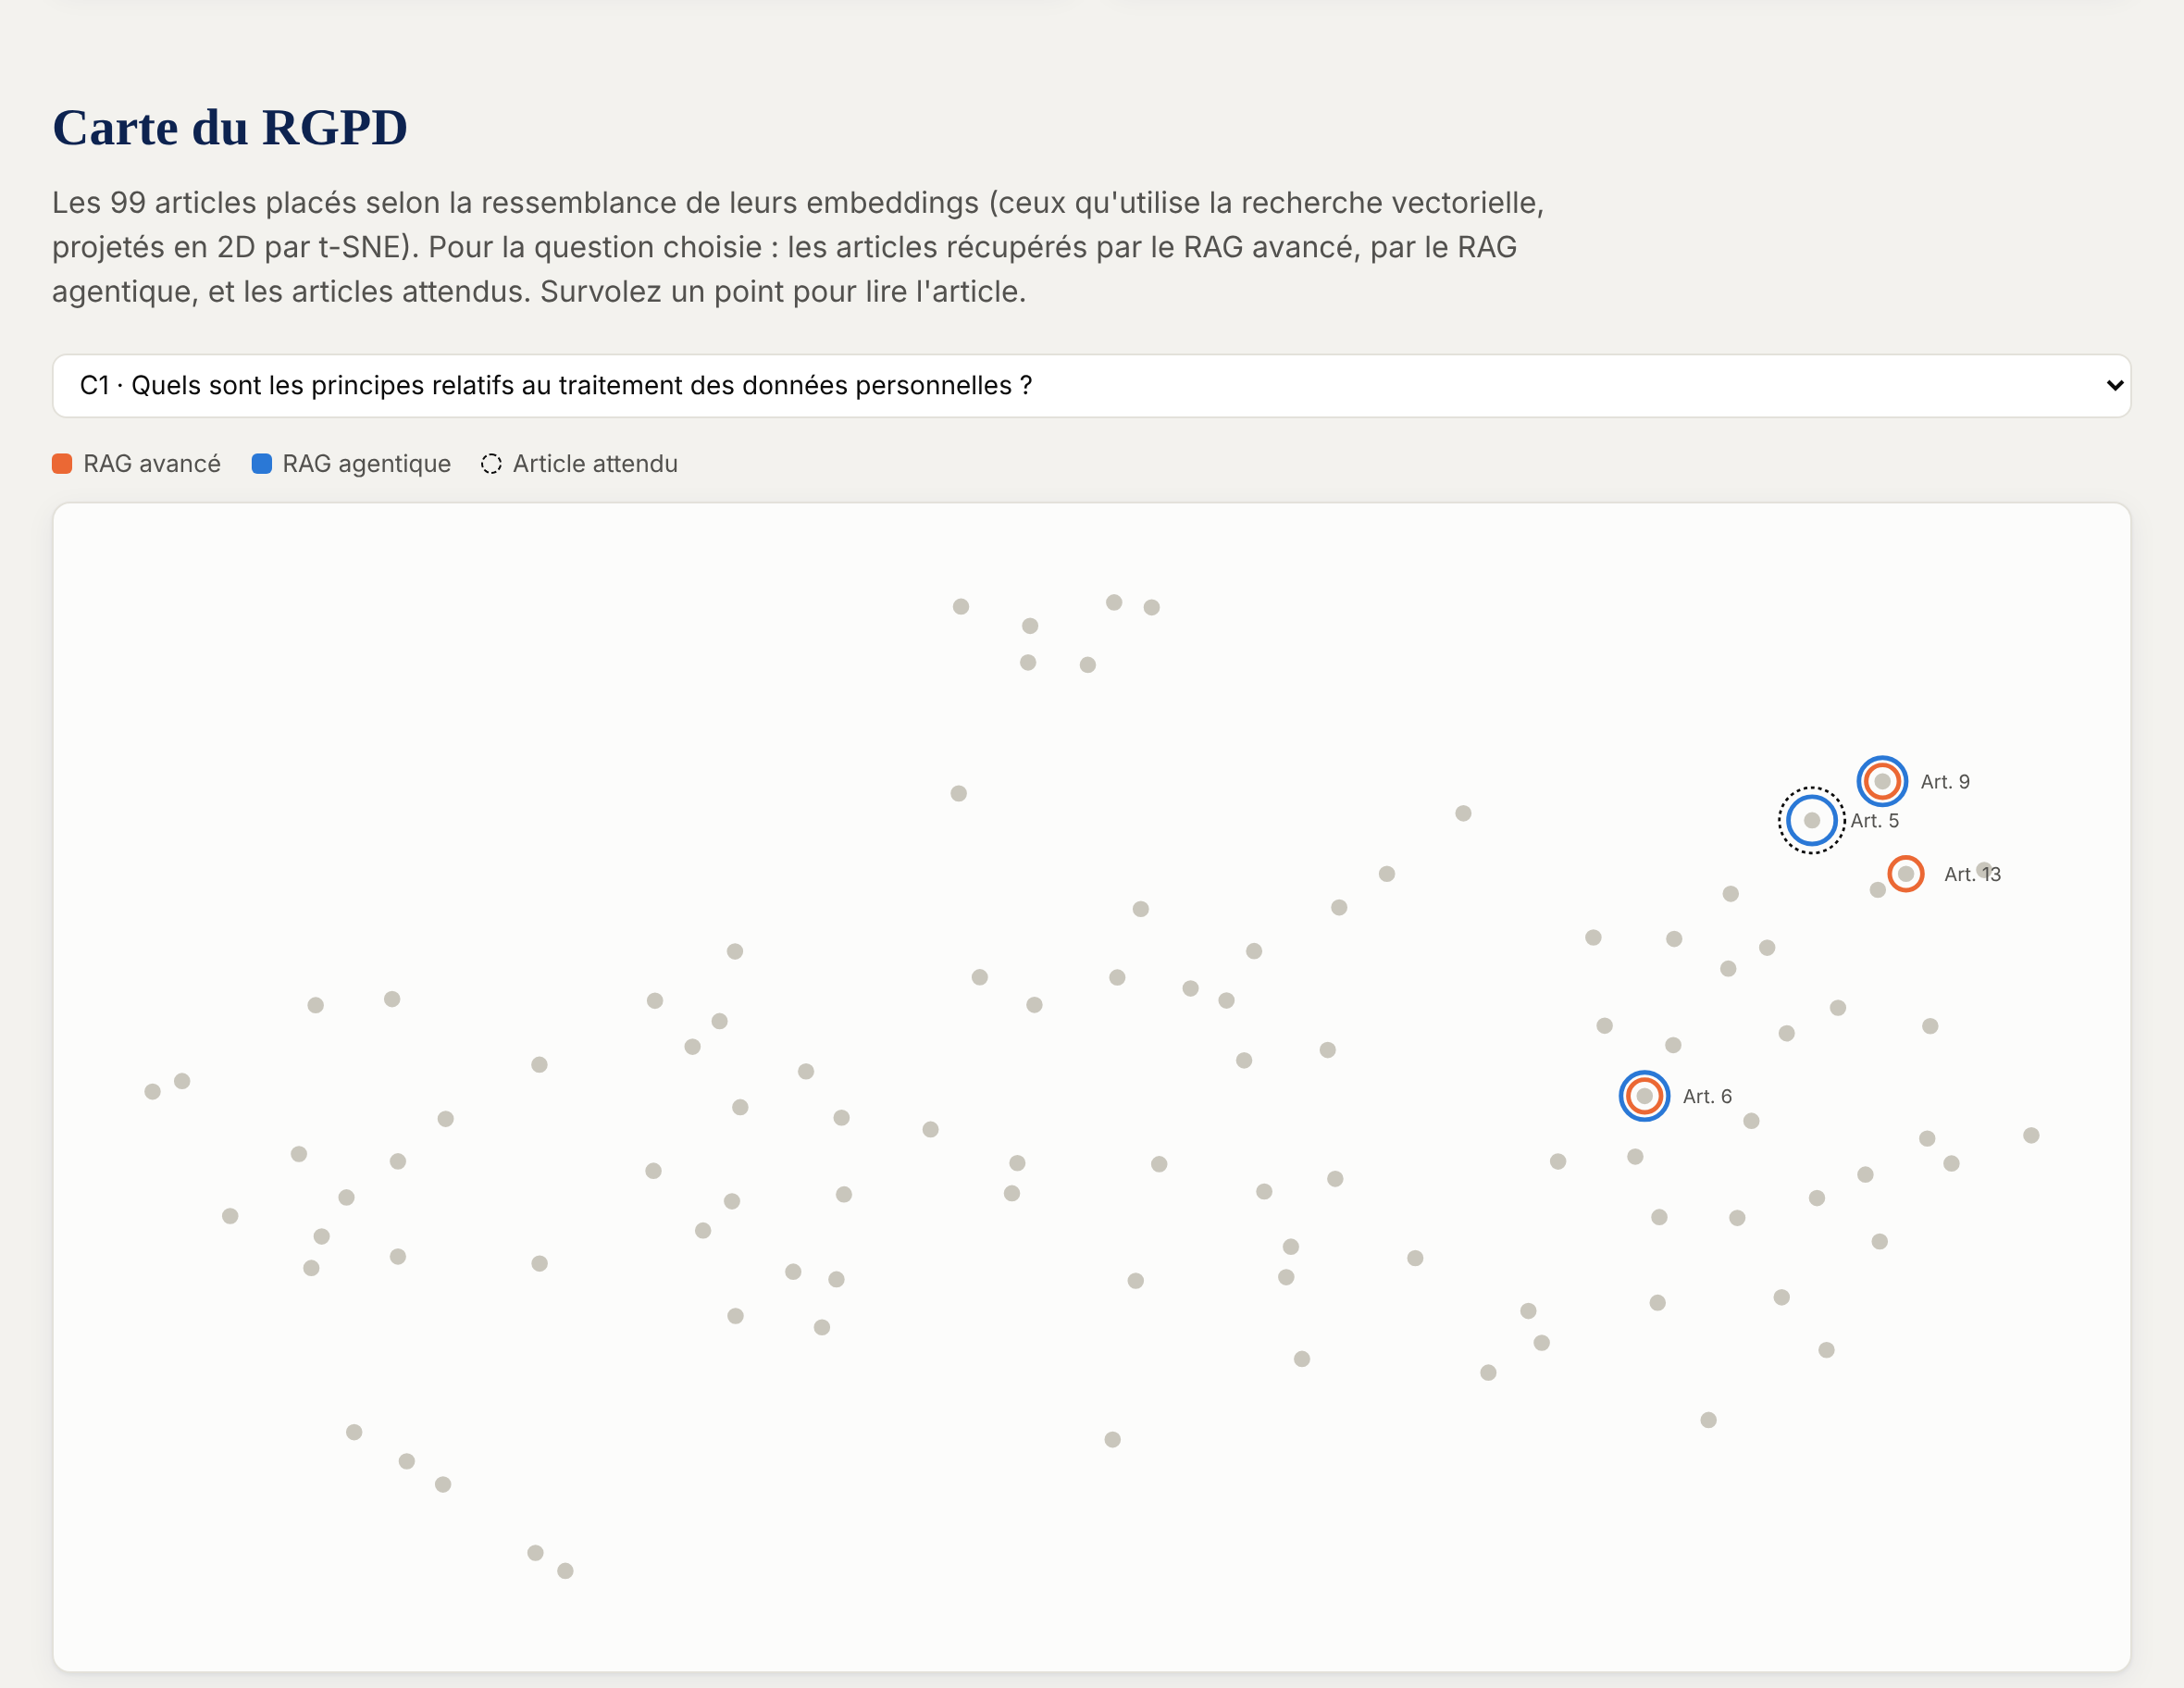 Carte du RGPD
Les 99 articles placés selon la ressemblance de leurs embeddings (ceux qu'utilise la recherche vectorielle,
projetés en 2D par t-SNE). Pour la question choisie : les articles récupérés par le RAG avancé, par le RAG
agentique, et les articles attendus. Survolez un point pour lire l'article.
C1 · Quels sont les principes relatifs au traitement des données personnelles ?
RAG avancé RAG agentique Article attendu
Art. 9
Art. 5
Art. 13
Art. 6